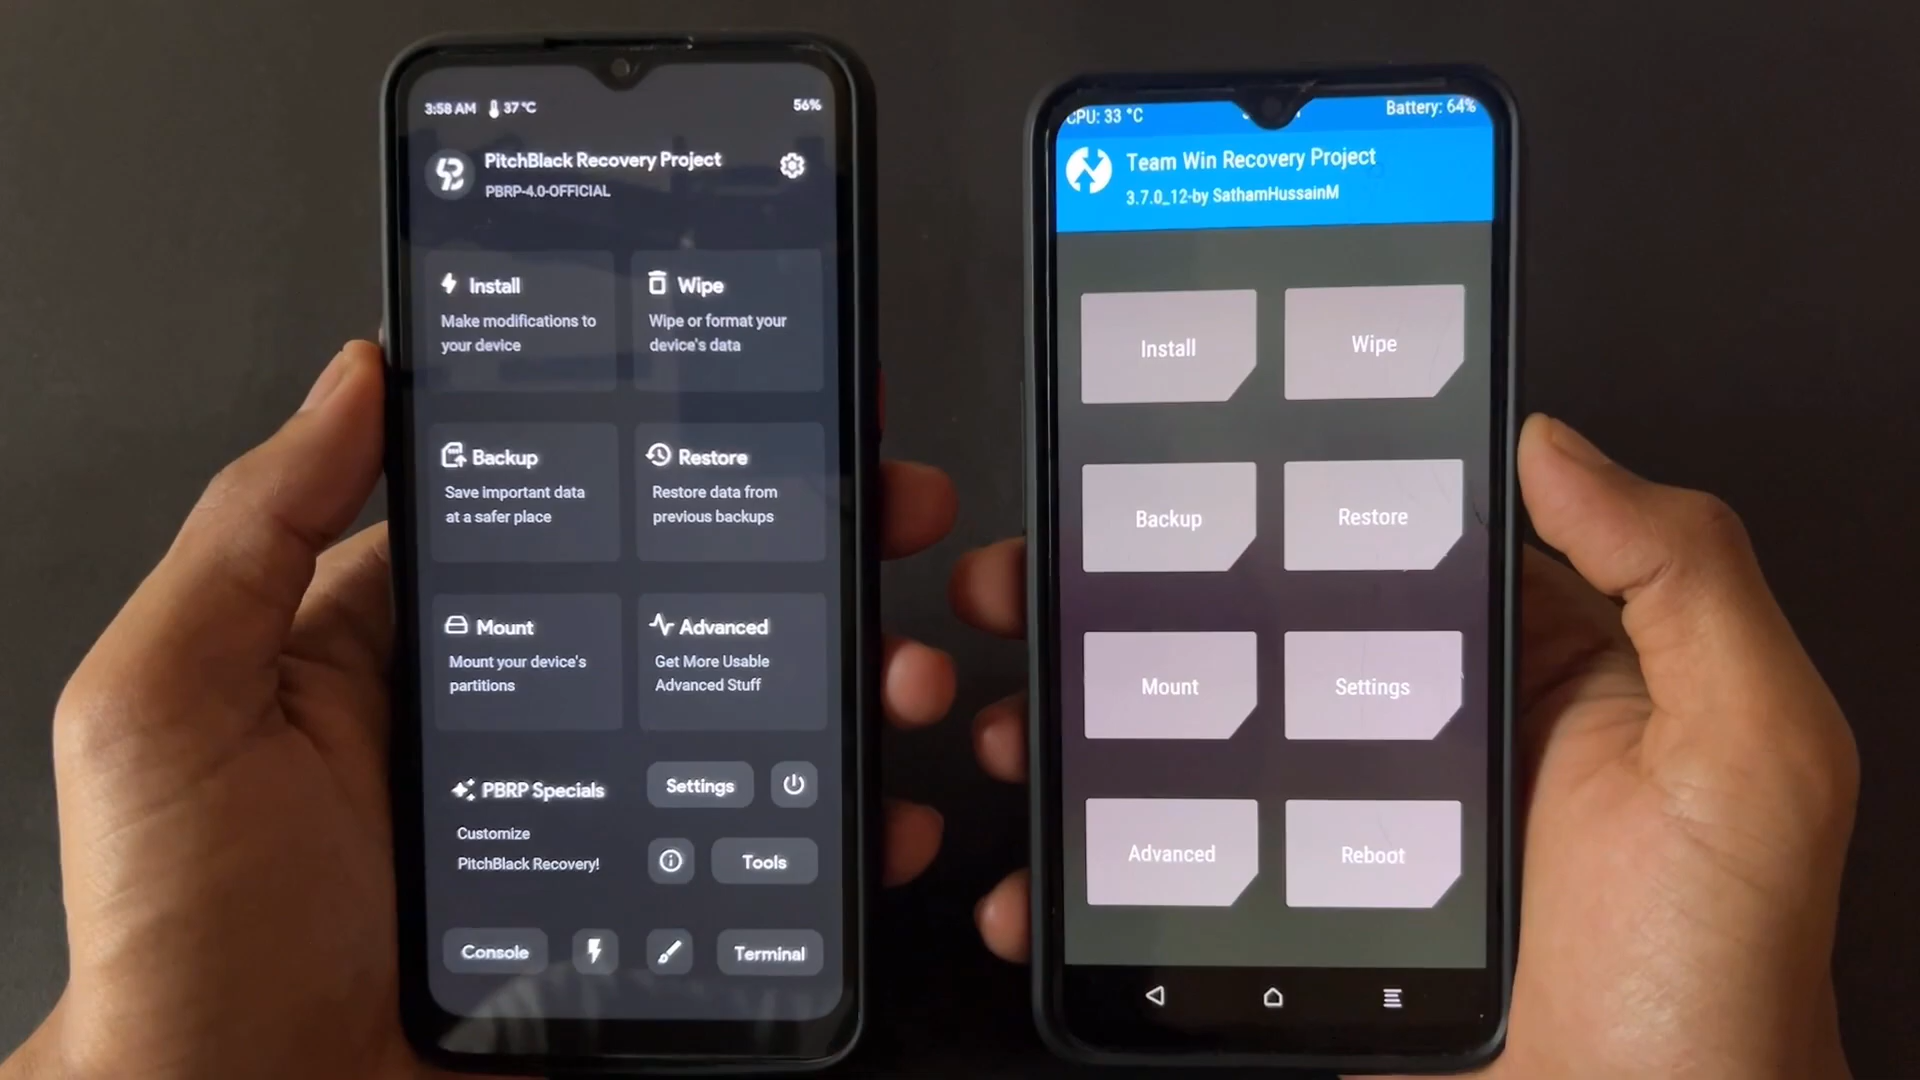 3:58 AM 37 °C 56%
PitchBlack Recovery Project
PBRP-4.0-OFFICIAL
Install
Make modifications to
your device
Wipe
Wipe or format your
device's data
Backup
Save important data
at a safer place
Restore
Restore data from
previous backups
Mount
Mount your device's
partitions
Advanced
Get More Usable
Advanced Stuff
PBRP Specials
Customize
PitchBlack Recovery!
Settings
Tools
Console
Terminal
CPU: 33 °C
Battery: 64%
Team Win Recovery Project
3.7.0_12-by SathamHussainM
Install
Wipe
Backup
Restore
Mount
Settings
Advanced
Reboot